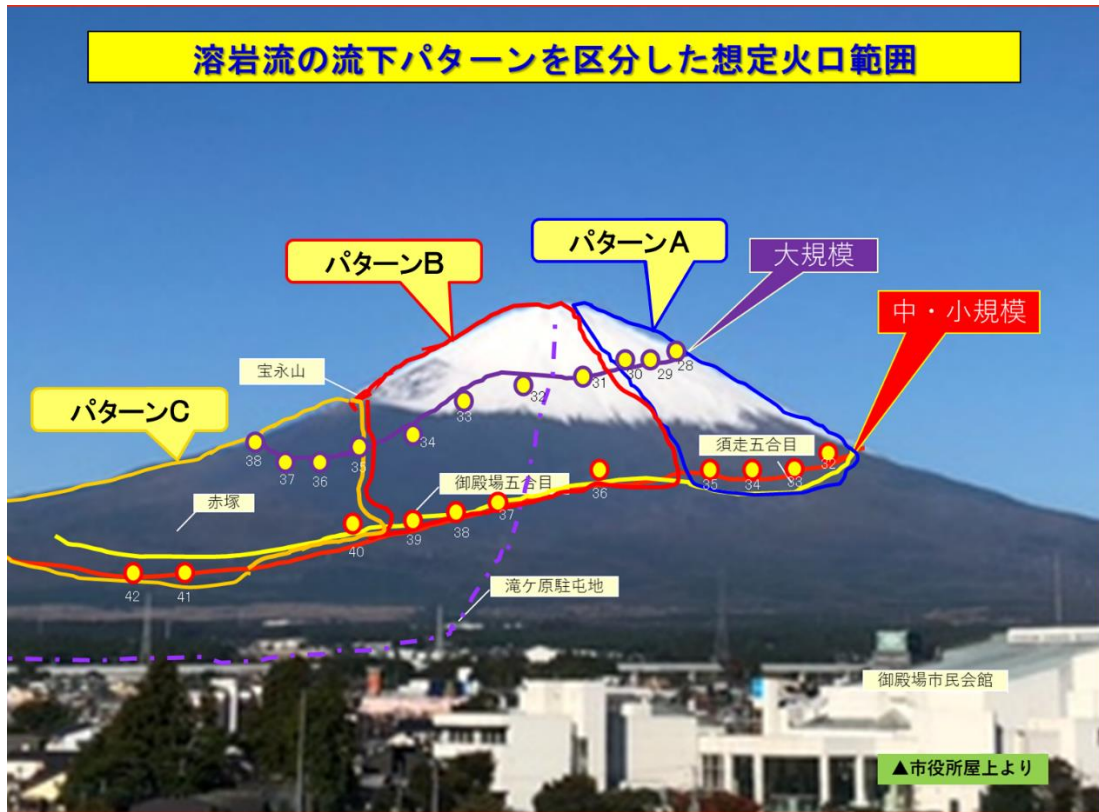 溶岩流の流下パターンを区分した想定火口範囲
パターンA
大規模
パターンB
中・小規模
宝永山
パターンC
28
29
30
31
32
33
34
35
36
37
38
須走五合目
32
33
34
35
36
37
38
39
40
41
42
御殿場五合目
赤塚
滝ケ原駐屯地
御殿場市民会館
▲市役所屋上より